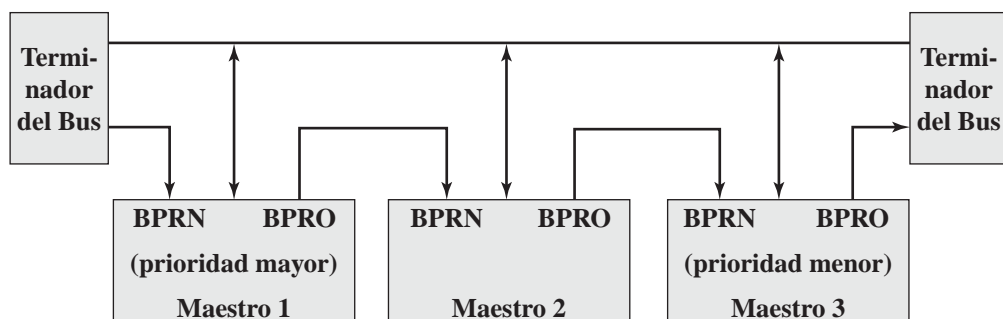 Termi-
nador
del Bus
Termi-
nador
del Bus
BPRN BPRO
(prioridad mayor)
Maestro 1
BPRN BPRO
Maestro 2
BPRN BPRO
(prioridad menor)
Maestro 3